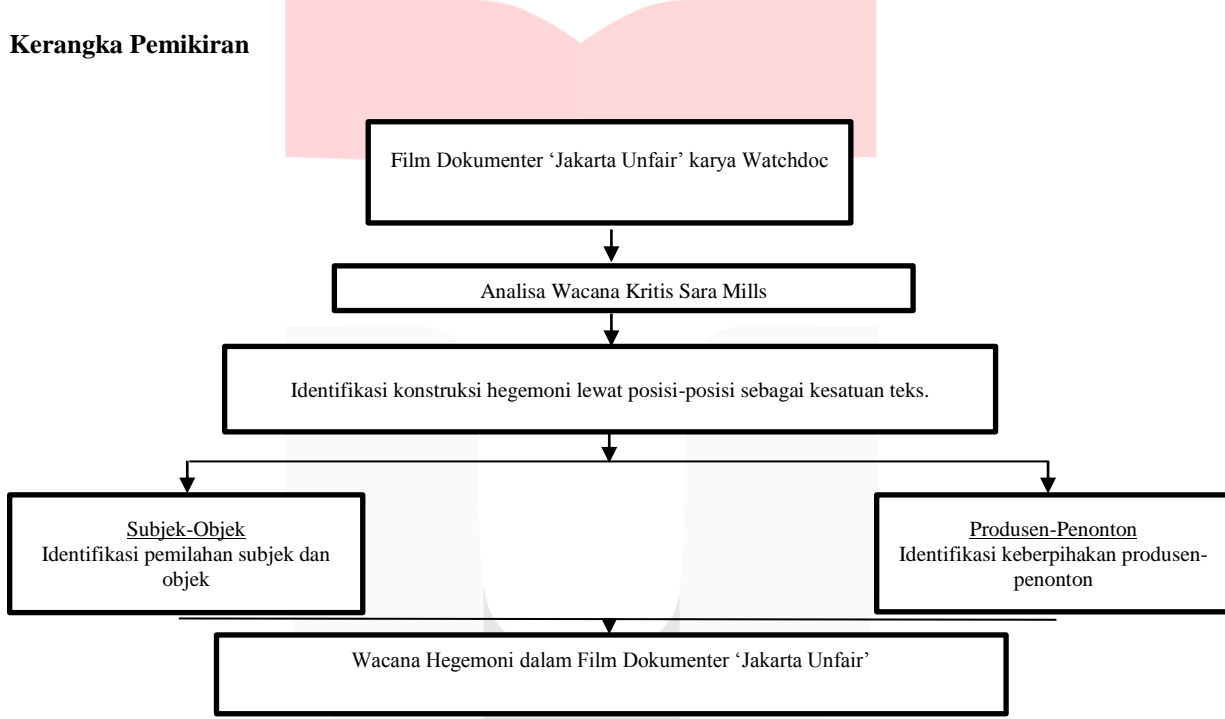 Kerangka Pemikiran
Film Dokumenter ‘Jakarta Unfair’ karya Watchdoc
Analisa Wacana Kritis Sara Mills
Identifikasi konstruksi hegemoni lewat posisi-posisi sebagai kesatuan teks.
Subjek-Objek
Identifikasi pemilahan subjek dan
objek
Produsen-Penonton
Identifikasi keberpihakan produsen-
penonton
Wacana Hegemoni dalam Film Dokumenter ‘Jakarta Unfair’